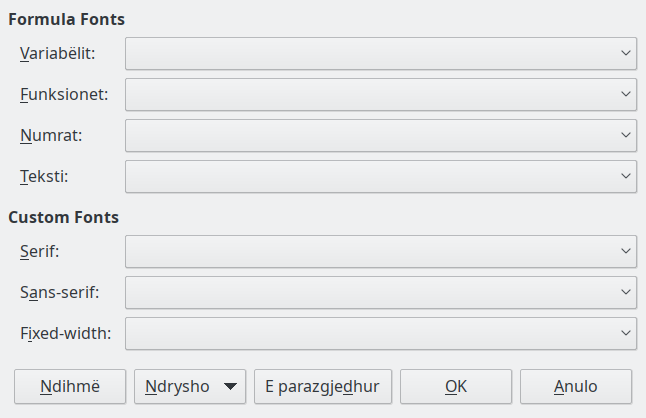 Formula Fonts
Variabëlit:
Funksionet:
Numrat:
Teksti:
Custom Fonts
Serif:
Sans-serif:
Fixed-width:
Ndihmë Ndrysho E parazgjedhur OK Anulo